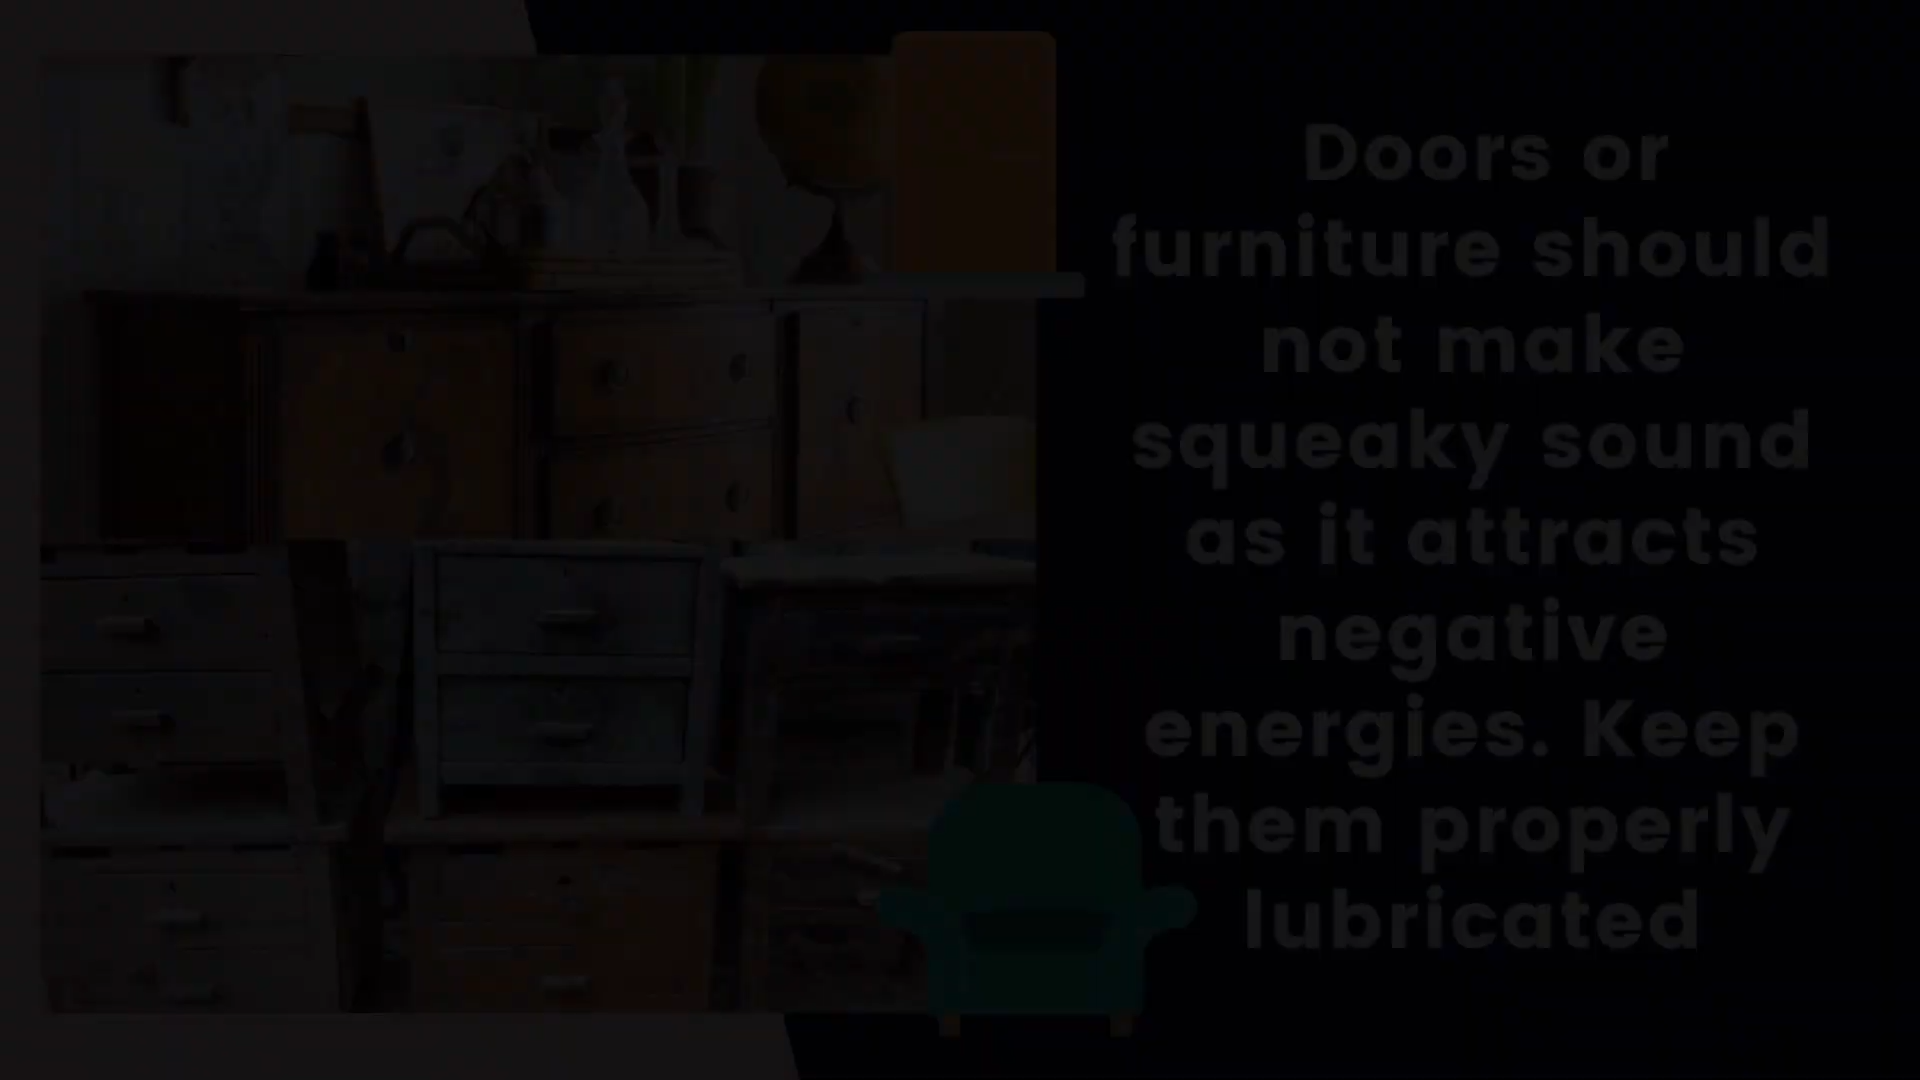 Doors or
furniture should
not make
squeaky sound
as it attracts
negative
energies. Keep
them properly
lubricated